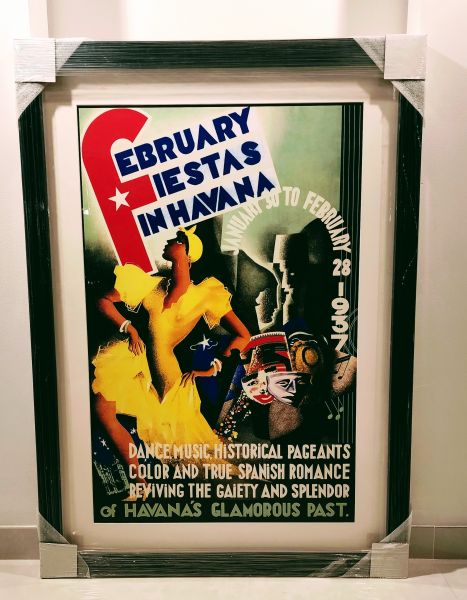 FEBRUARY
FIESTAS
IN HAVANA
JANUARY 30 TO FEBRUARY 28-1937
DANCE, MUSIC, HISTORICAL PAGEANTS
COLOR AND TRUE SPANISH ROMANCE
REVIVING THE GAIETY AND SPLENDOR
of HAVANA'S GLAMOROUS PAST.